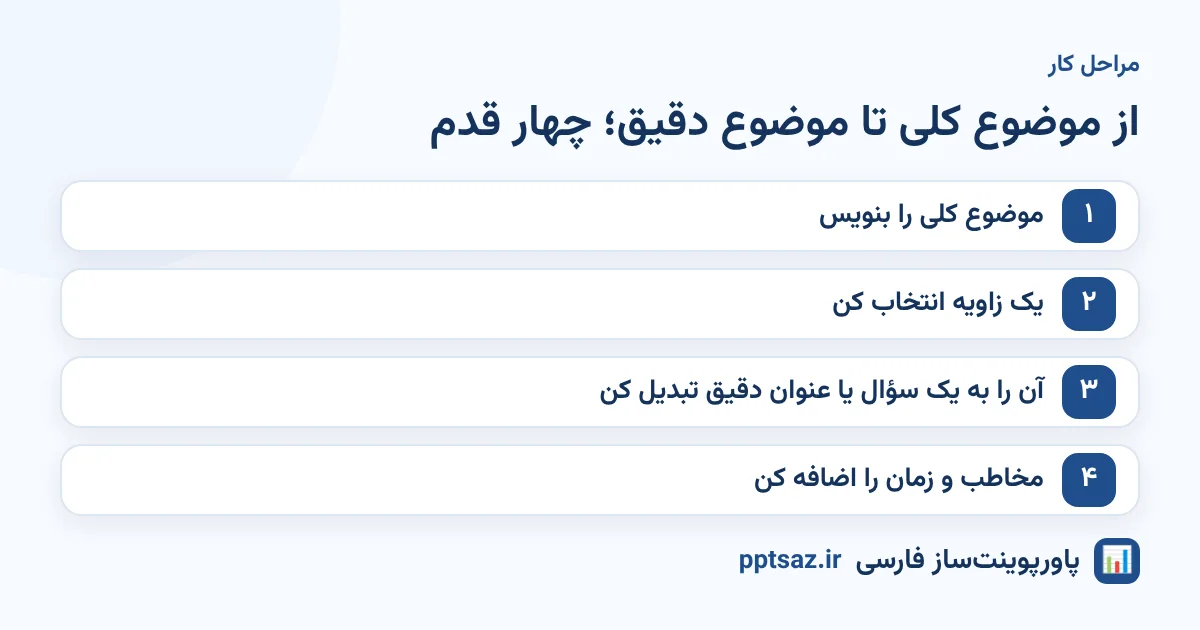 مراحل کار
از موضوع کلی تا موضوع دقیق؛ چهار قدم
۱ موضوع کلی را بنویس
۲ یک زاویه انتخاب کن
۳ آن را به یک سؤال یا عنوان دقیق تبدیل کن
۴ مخاطب و زمان را اضافه کن
پاورپوینت‌ساز فارسی pptsaz.ir